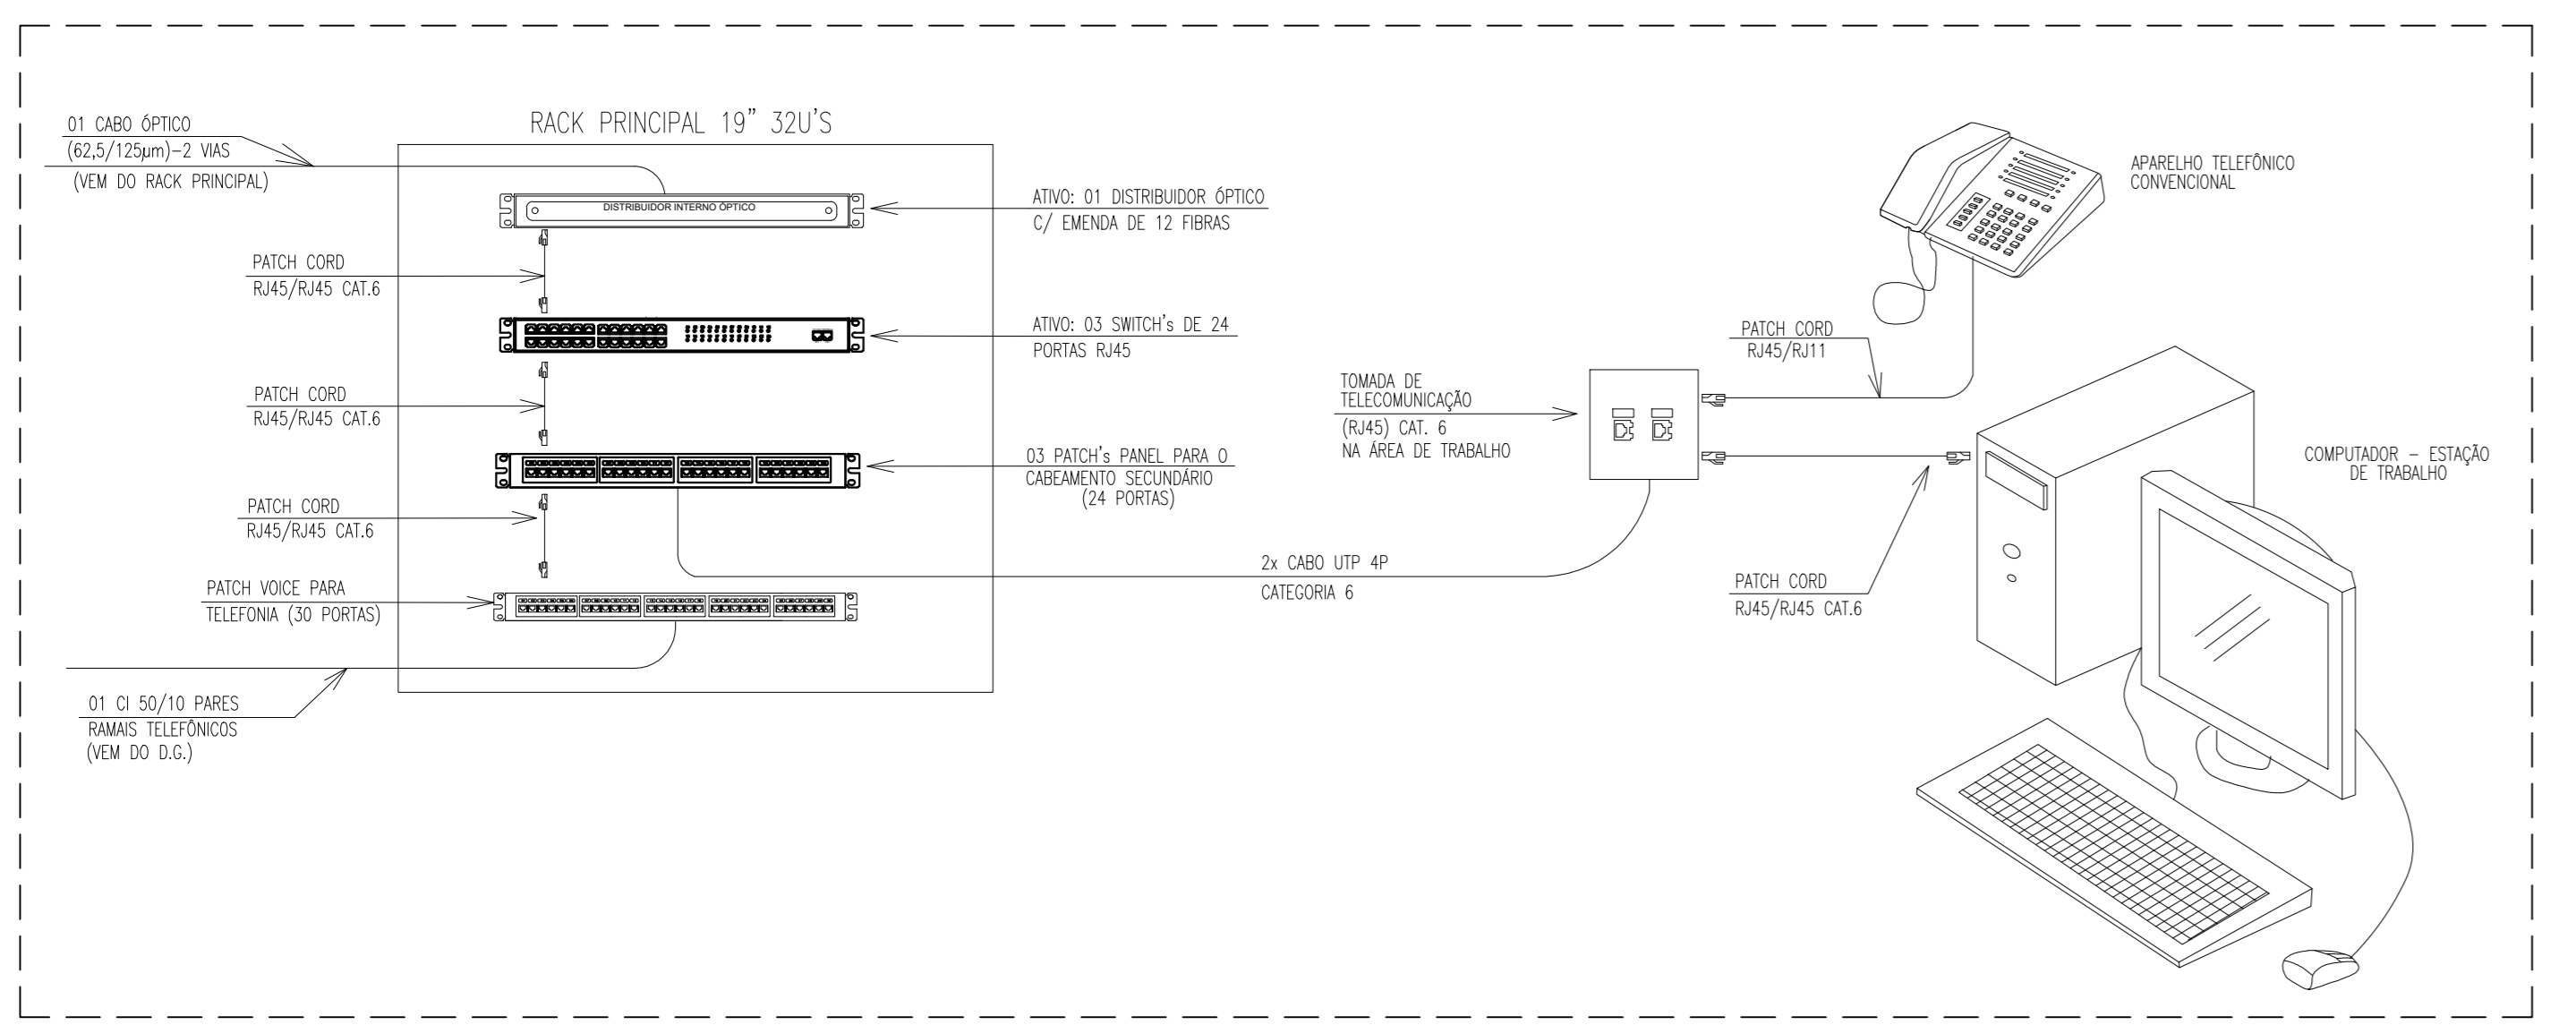 RACK PRINCIPAL 19" 32U'S
01 CABO ÓPTICO
(62,5/125µm)-2 VIAS
(VEM DO RACK PRINCIPAL)
DISTRIBUIDOR INTERNO ÓPTICO
ATIVO: 01 DISTRIBUIDOR ÓPTICO
C/ EMENDA DE 12 FIBRAS
PATCH CORD
RJ45/RJ45 CAT.6
ATIVO: 03 SWITCH's DE 24
PORTAS RJ45
PATCH CORD
RJ45/RJ45 CAT.6
03 PATCH's PANEL PARA O
CABEAMENTO SECUNDÁRIO
(24 PORTAS)
PATCH CORD
RJ45/RJ45 CAT.6
PATCH VOICE PARA
TELEFONIA (30 PORTAS)
01 CI 50/10 PARES
RAMAIS TELEFÔNICOS
(VEM DO D.G.)
2x CABO UTP 4P
CATEGORIA 6
TOMADA DE
TELECOMUNICAÇÃO
(RJ45) CAT. 6
NA ÁREA DE TRABALHO
PATCH CORD
RJ45/RJ11
APARELHO TELEFÔNICO
CONVENCIONAL
PATCH CORD
RJ45/RJ45 CAT.6
COMPUTADOR - ESTAÇÃO
DE TRABALHO